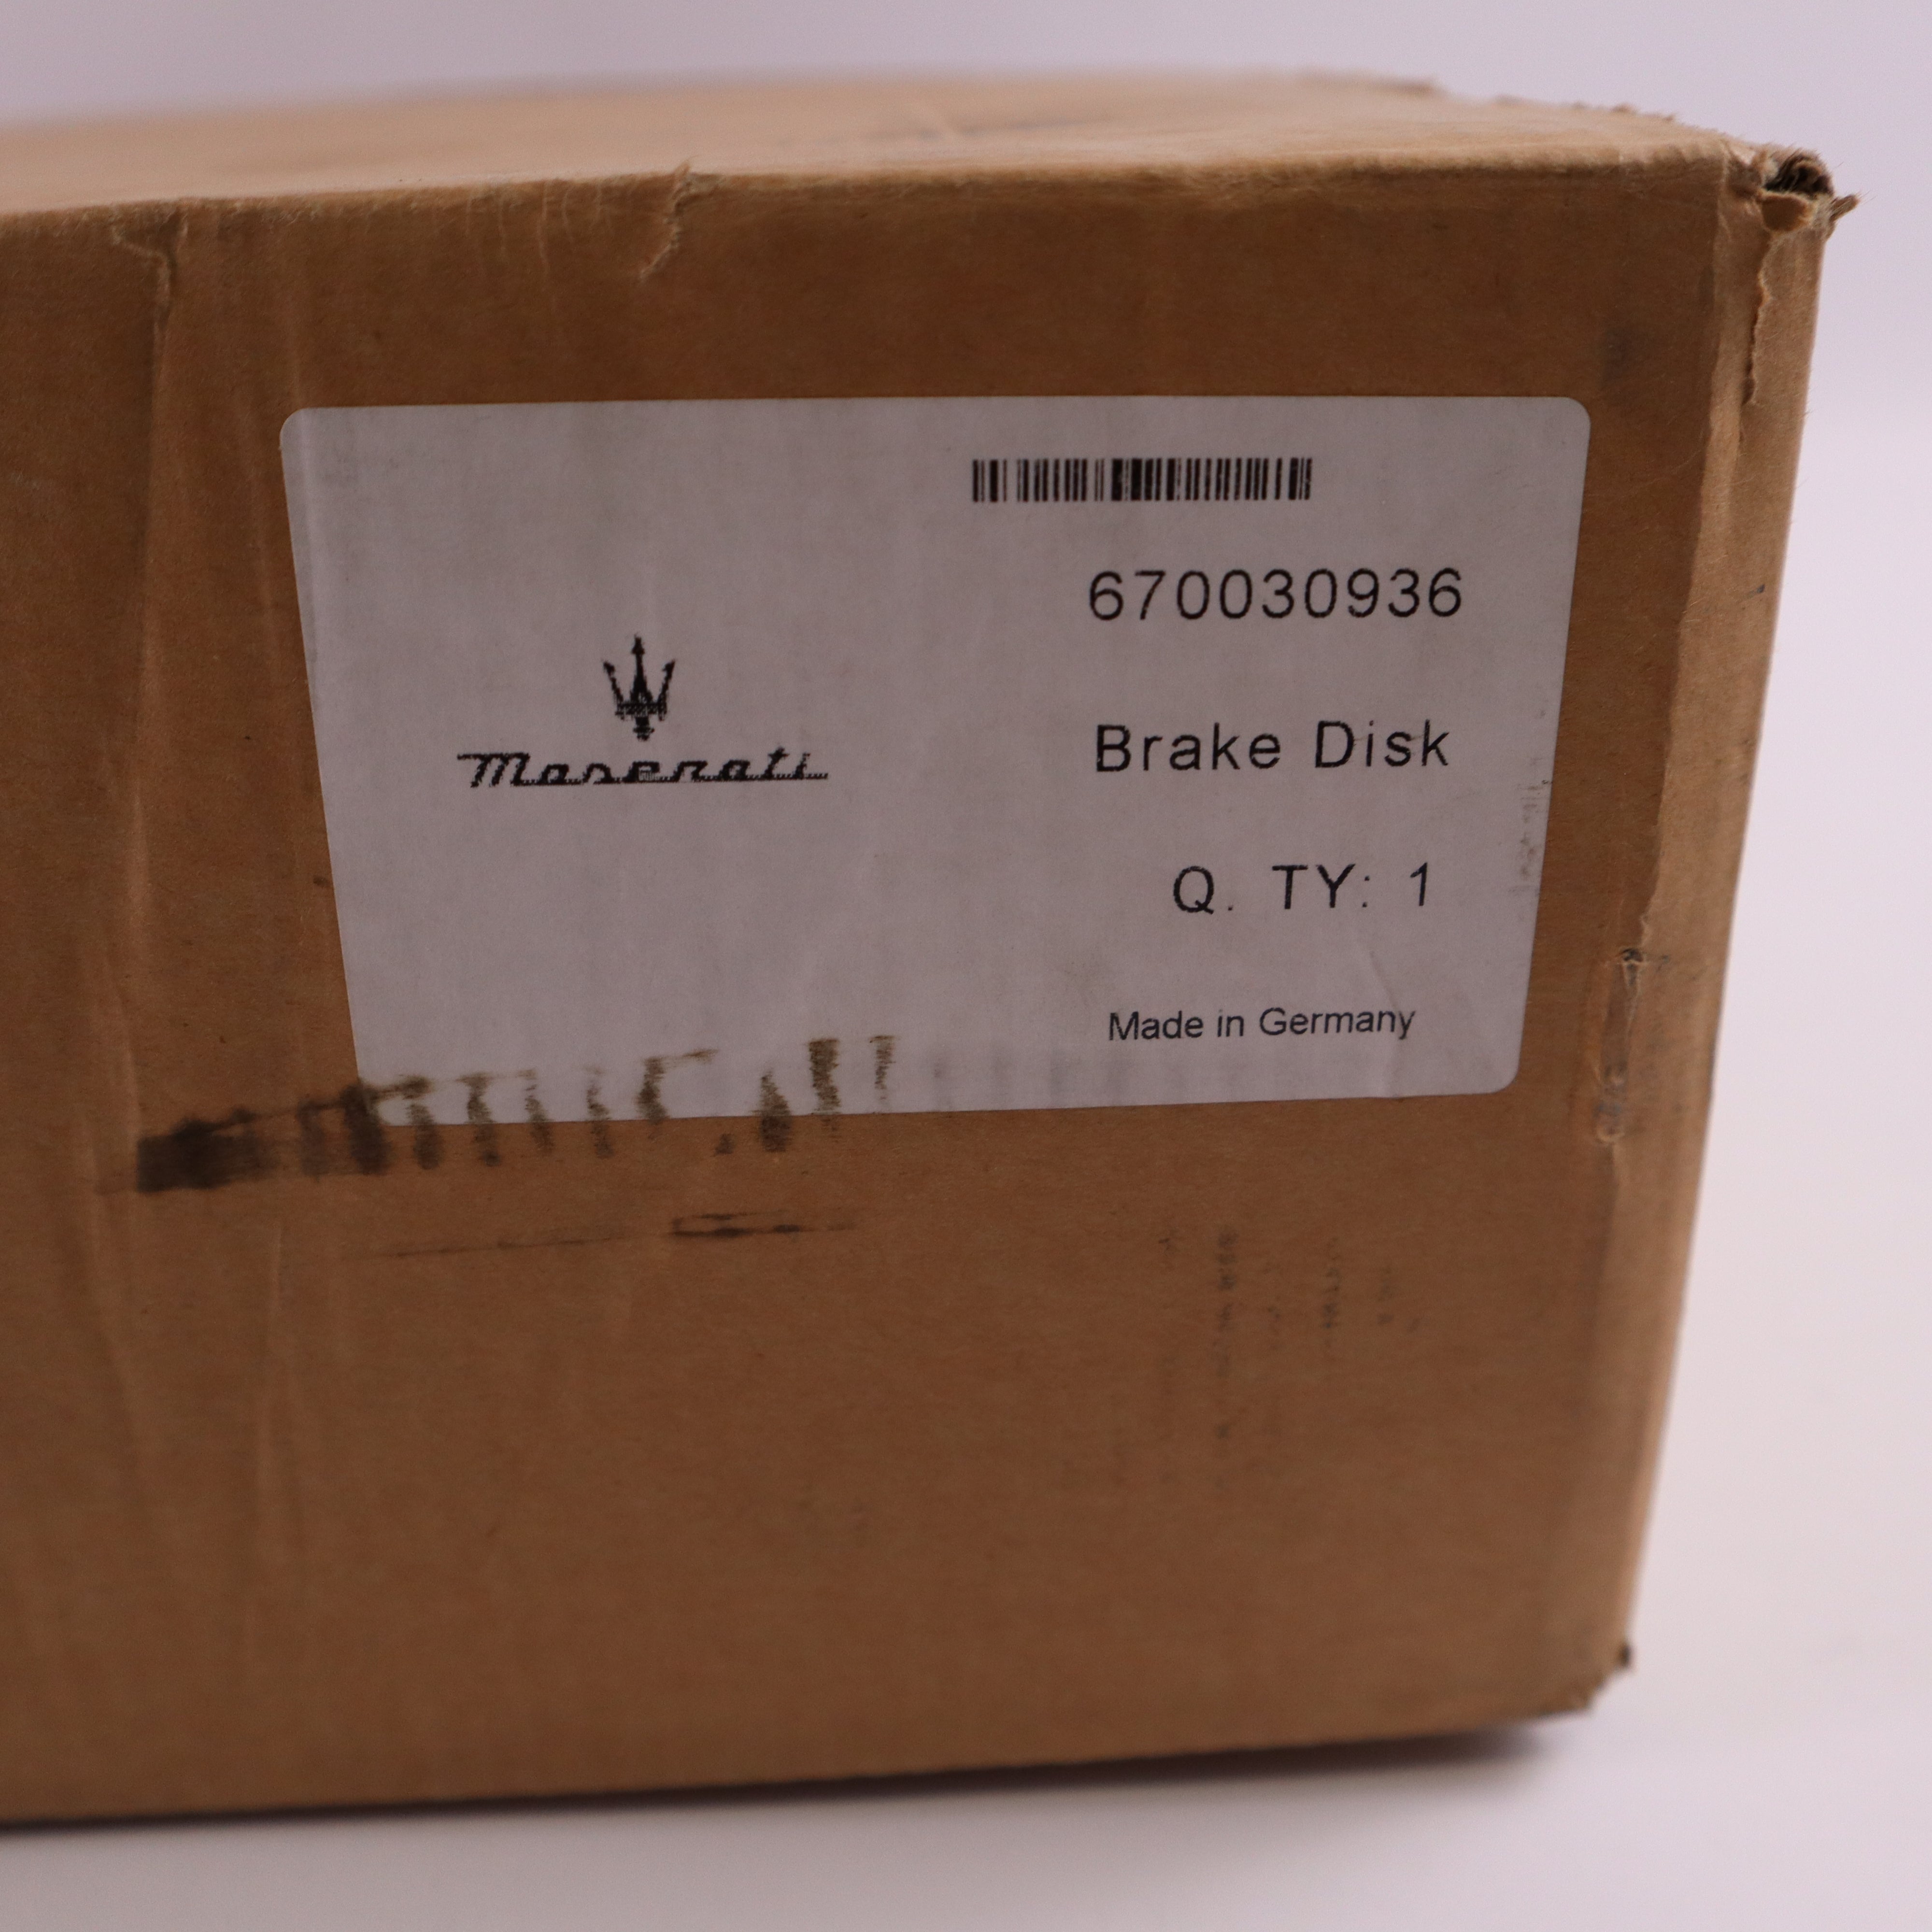 Maserati
670030936
Brake Disk
Q. TY: 1
Made in Germany